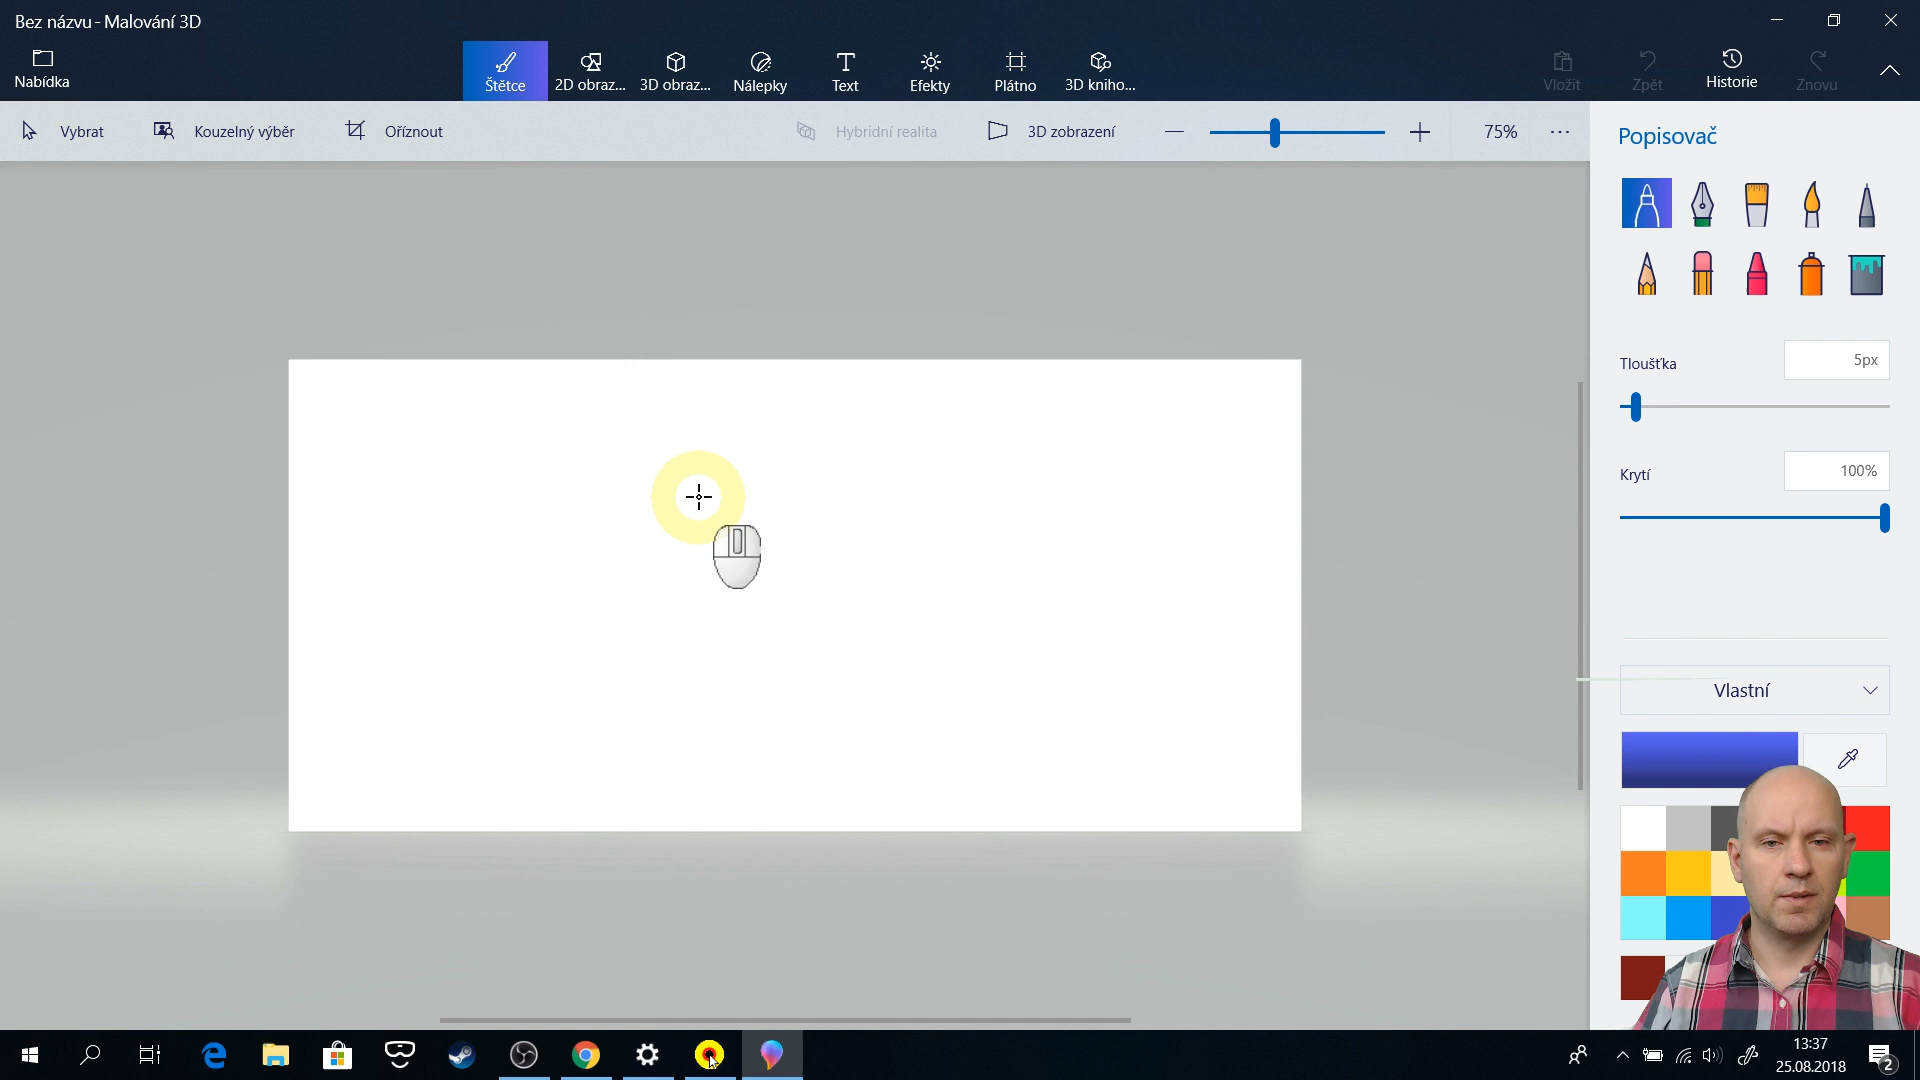 Bez názvu - Malování 3D
Nabídka
Štětce
2D obraz...
3D obraz...
Nálepky
Text
Efekty
Plátno
3D kniho...
Vložit
Zpět
Historie
Znovu
Vybrat
Kouzelný výběr
Oříznout
Hybridní realita
3D zobrazení
75%
Popisovač
Tloušťka
5px
Krytí
100%
Vlastní
13:37
25.08.2018
2